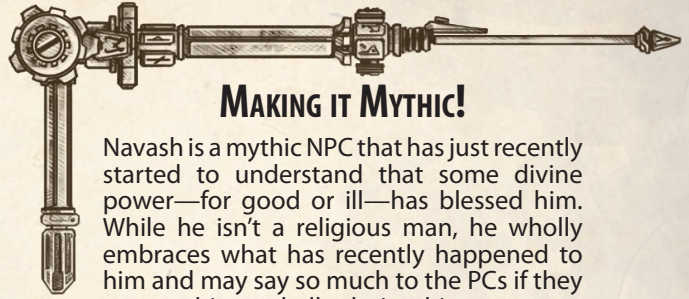 Making it Mythic!
Navash is a mythic NPC that has just recently
started to understand that some divine
power—for good or ill—has blessed him.
While he isn't a religious man, he wholly
embraces what has recently happened to
him and may say so much to the PCs if they